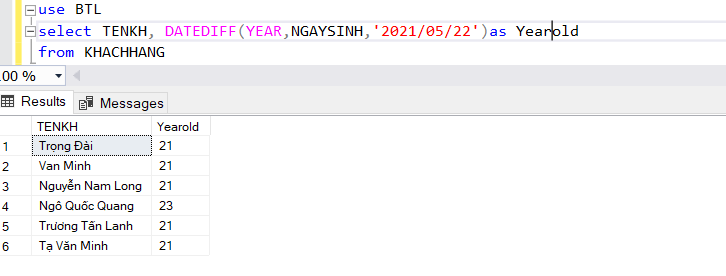 use BTL
select TENKH, DATEDIFF(YEAR,NGAYSINH,'2021/05/22')as Yearold
from KHACHHANG
.00 %
Results Messages
TENKH Yearold
1 Trọng Đài 21
2 Van Minh 21
3 Nguyễn Nam Long 21
4 Ngô Quốc Quang 23
5 Trương Tấn Lanh 21
6 Tạ Văn Minh 21